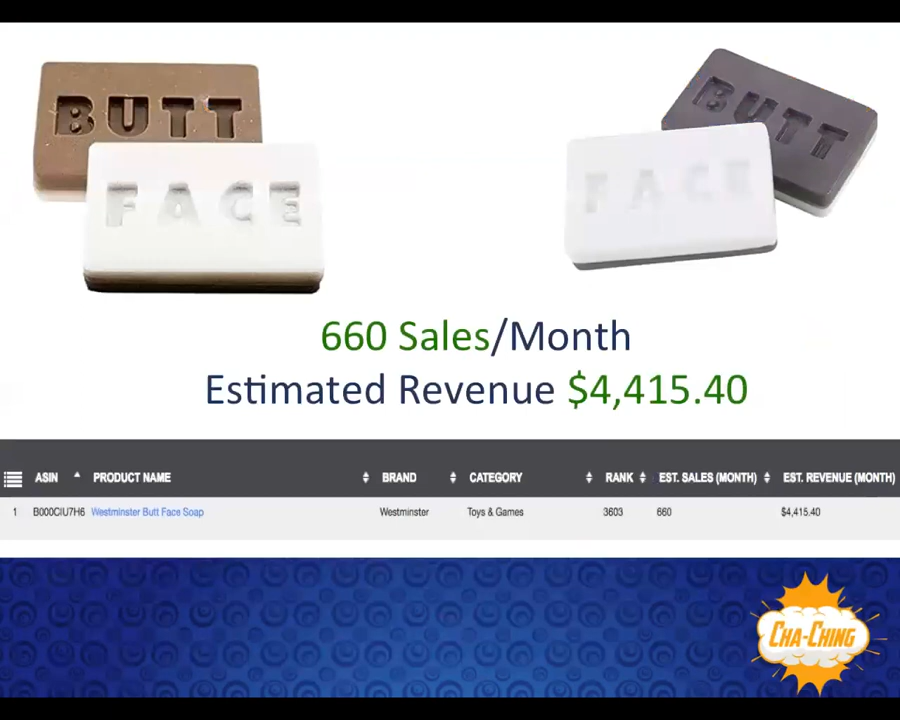 BUTT
FACE
BUTT
FACE
660 Sales/Month
Estimated Revenue $4,415.40
ASIN PRODUCT NAME BRAND CATEGORY RANK EST. SALES (MONTH) EST. REVENUE (MONTH)
1 B000CIU7H6 Westminster Butt Face Soap Westminster Toys & Games 3603 660 $4,415.40
CHA-CHING